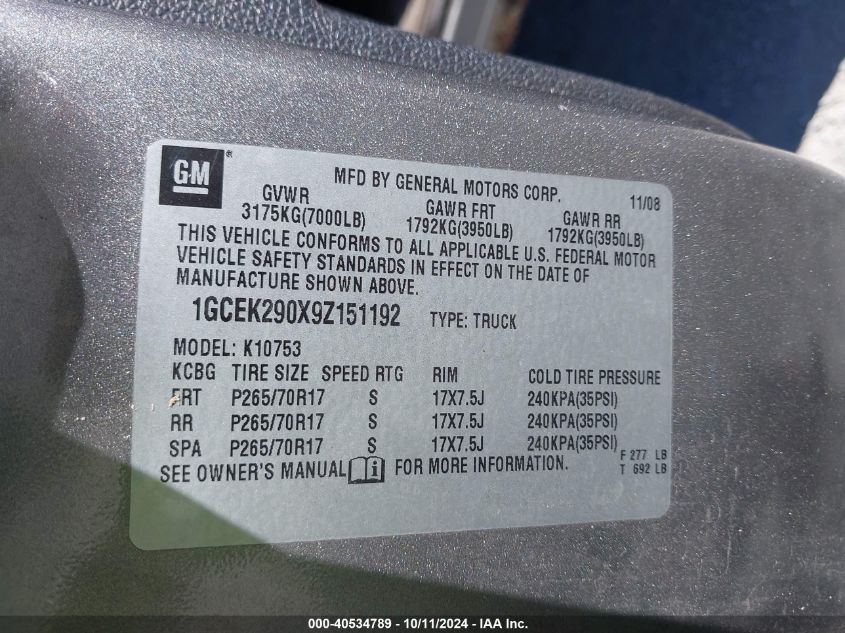 GM ®
MFD BY GENERAL MOTORS CORP. 11/08
GVWR GAWR FRT GAWR RR
3175KG(7000LB) 1792KG(3950LB) 1792KG(3950LB)
THIS VEHICLE CONFORMS TO ALL APPLICABLE U.S. FEDERAL MOTOR
VEHICLE SAFETY STANDARDS IN EFFECT ON THE DATE OF
MANUFACTURE SHOWN ABOVE.
1GCEK290X9Z151192 TYPE: TRUCK
MODEL: K10753
KCBG TIRE SIZE SPEED RTG RIM COLD TIRE PRESSURE
FRT P265/70R17 S 17X7.5J 240KPA(35PSI)
RR P265/70R17 S 17X7.5J 240KPA(35PSI)
SPA P265/70R17 S 17X7.5J 240KPA(35PSI)
F 277 LB
T 692 LB
SEE OWNER'S MANUAL i FOR MORE INFORMATION.
000-40534789 - 10/11/2024 - IAA Inc.